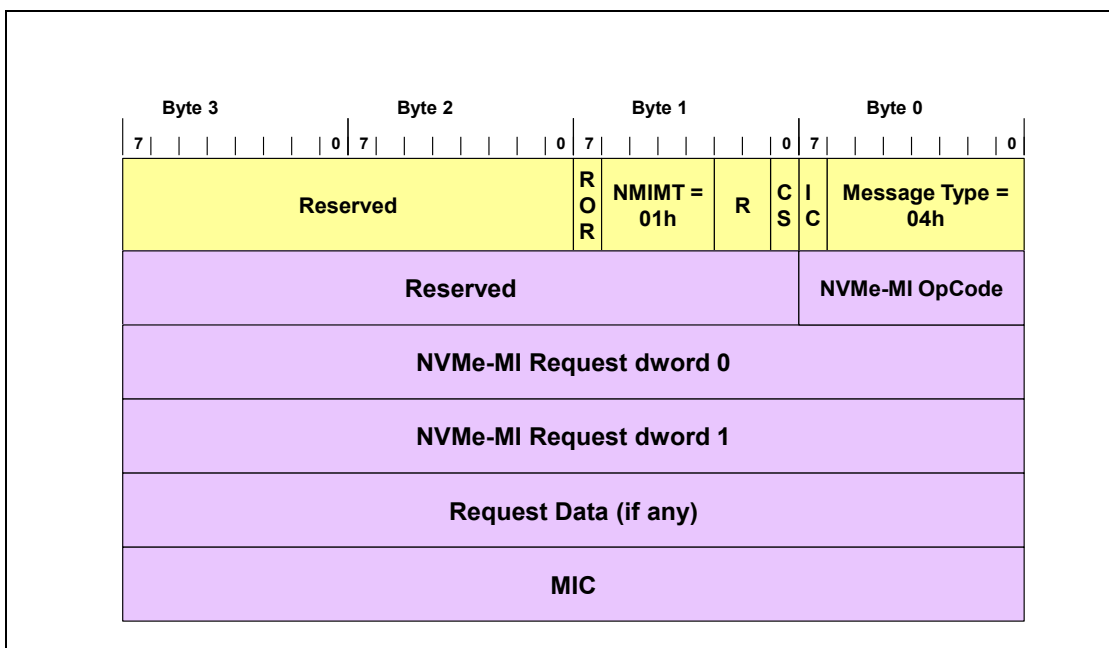 Byte 3 Byte 2 Byte 1 Byte 0
7 0 7 0 7 0 7 0
Reserved
R
O
R
NMIMT =
01h
R
C
S
I
C
Message Type =
04h
Reserved
NVMe-MI OpCode
NVMe-MI Request dword 0
NVMe-MI Request dword 1
Request Data (if any)
MIC